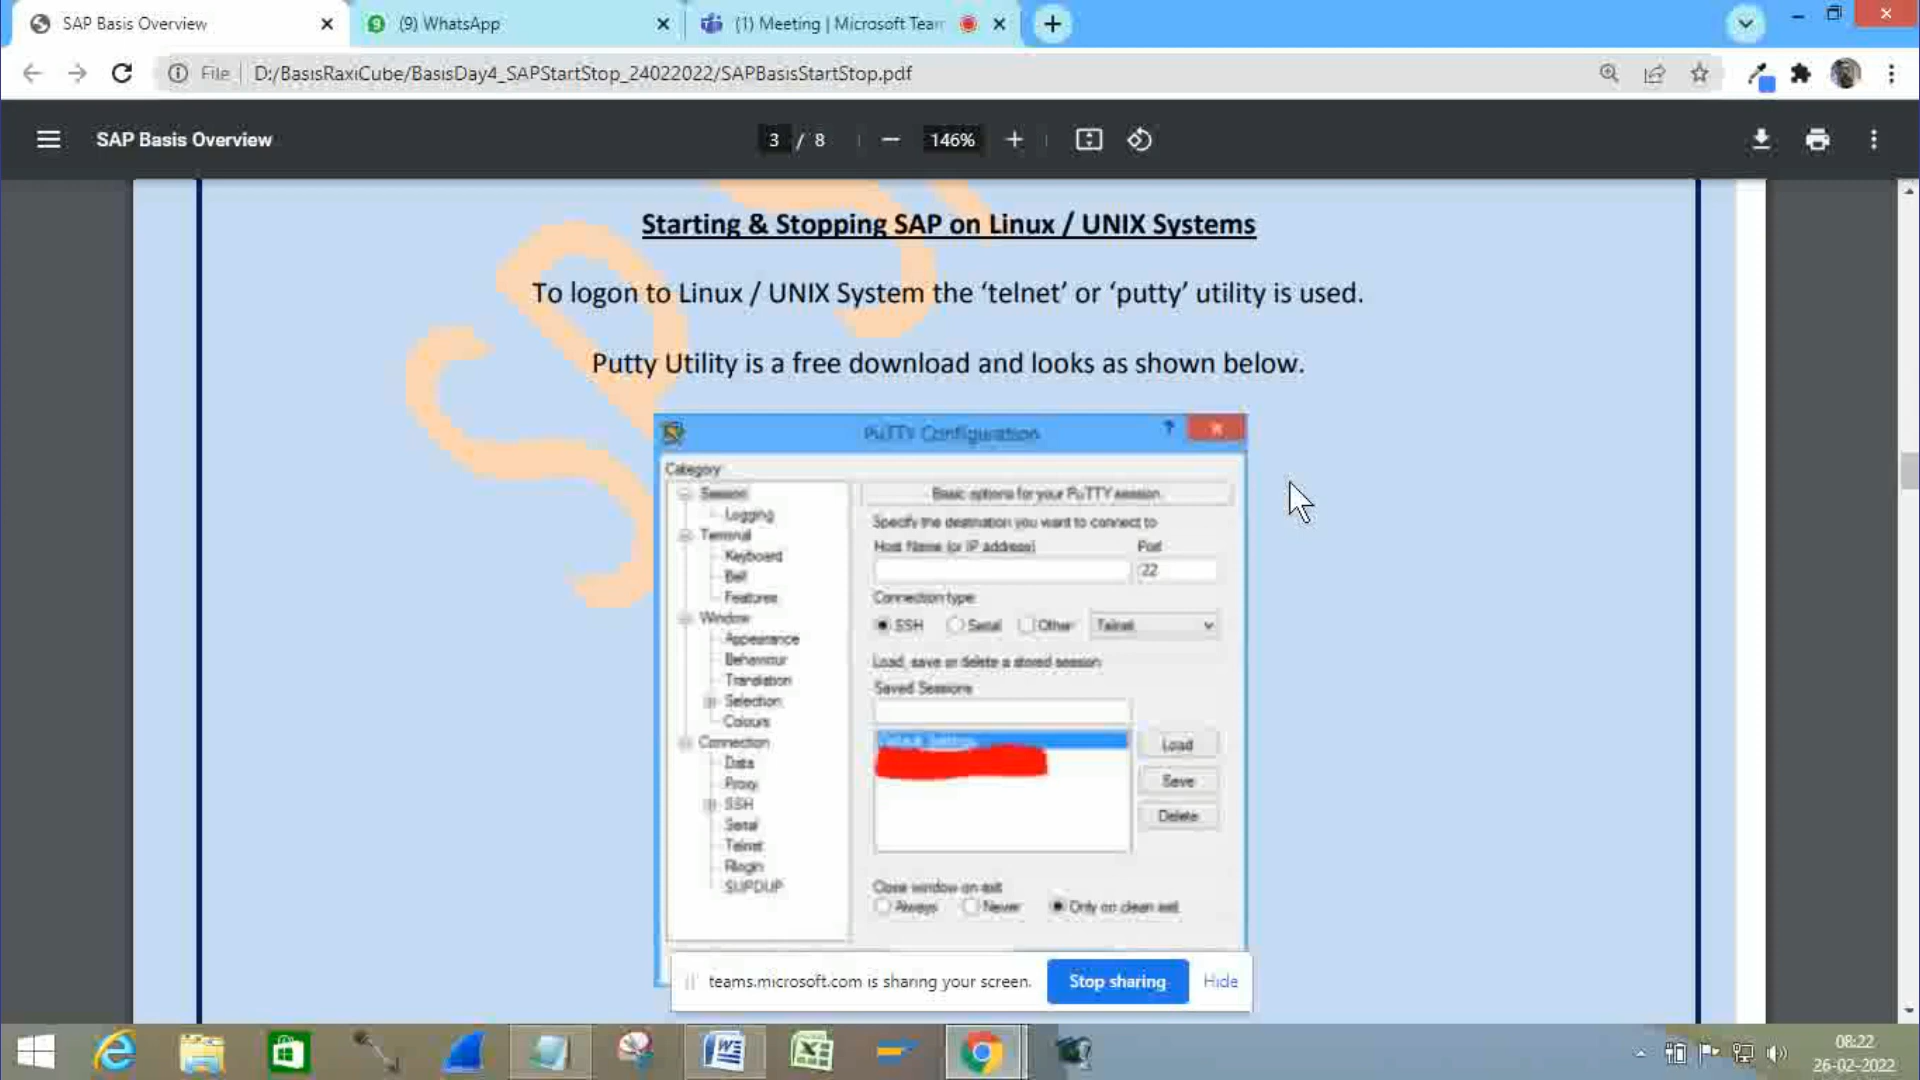 SAP Basis Overview
(9) WhatsApp
(1) Meeting | Microsoft Team
File
D:/BasisRaxiCube/BasisDay4_SAPStartStop_24022022/SAPBasisStartStop.pdf
SAP Basis Overview
3 / 8
146%
Starting & Stopping SAP on Linux / UNIX Systems
To logon to Linux / UNIX System the ‘telnet’ or ‘putty’ utility is used.
Putty Utility is a free download and looks as shown below.
PuTTY Configuration
?
Category
Session
Logging
Terminal
Keyboard
Bell
Features
Window
Appearance
Behaviour
Translation
Selection
Colours
Connection
Data
Proxy
SSH
Serial
Telnet
Rlogin
SUPDUP
Basic options for your PuTTY session
Specify the destination you want to connect to
Host Name (or IP address)
Port
22
Connection type:
SSH
Serial
Other
Telnet
Load, save or delete a stored session
Saved Sessions
Default Settings
Load
Save
Delete
Close window on exit
Always
Never
Only on clean exit
teams.microsoft.com is sharing your screen.
Stop sharing
Hide
08:22
26-02-2022